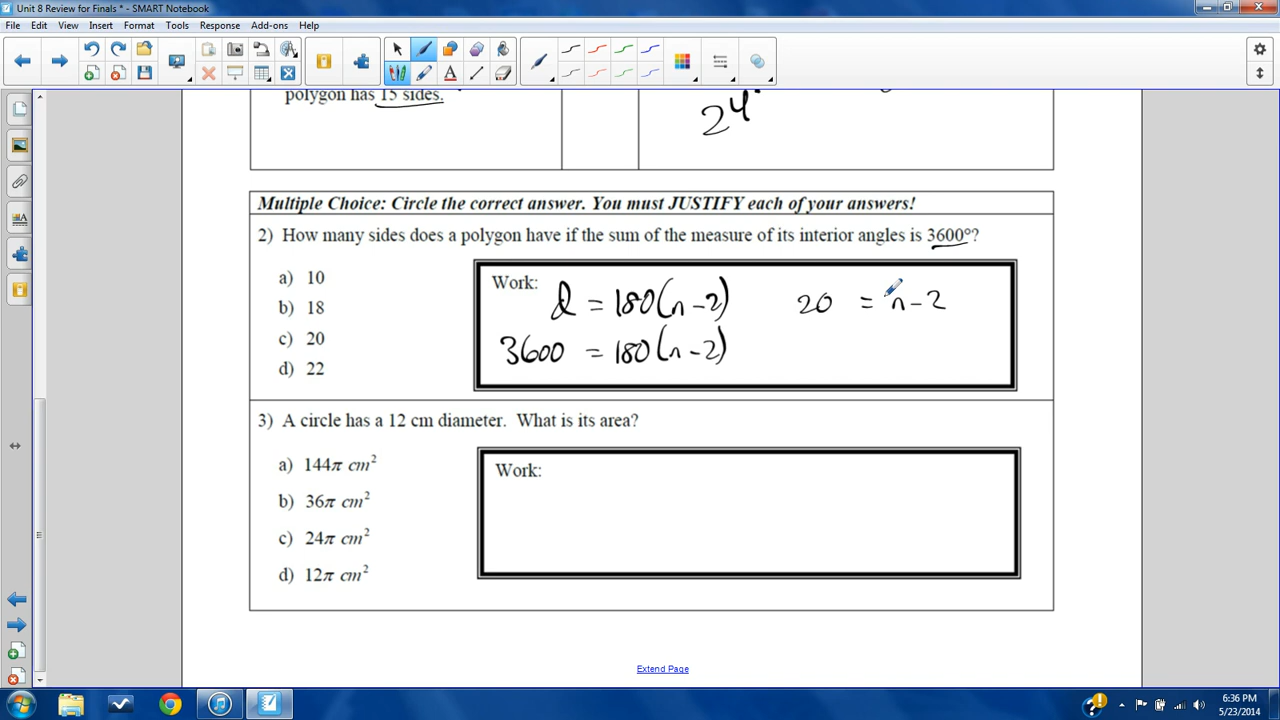 Unit 8 Review for Finals * - SMART Notebook
File Edit View Insert Format Tools Response Add-ons Help
polygon has 15 sides.
2 4
Multiple Choice: Circle the correct answer. You must JUSTIFY each of your answers!
2) How many sides does a polygon have if the sum of the measure of its interior angles is 3600°?
a) 10
b) 18
c) 20
d) 22
Work:
= 180(n-2)
3600 = 180(n-2)
20 = n-2
3) A circle has a 12 cm diameter. What is its area?
a) 144π cm²
b) 36π cm²
c) 24π cm²
d) 12π cm²
Work:
Extend Page
6:36 PM
5/23/2014